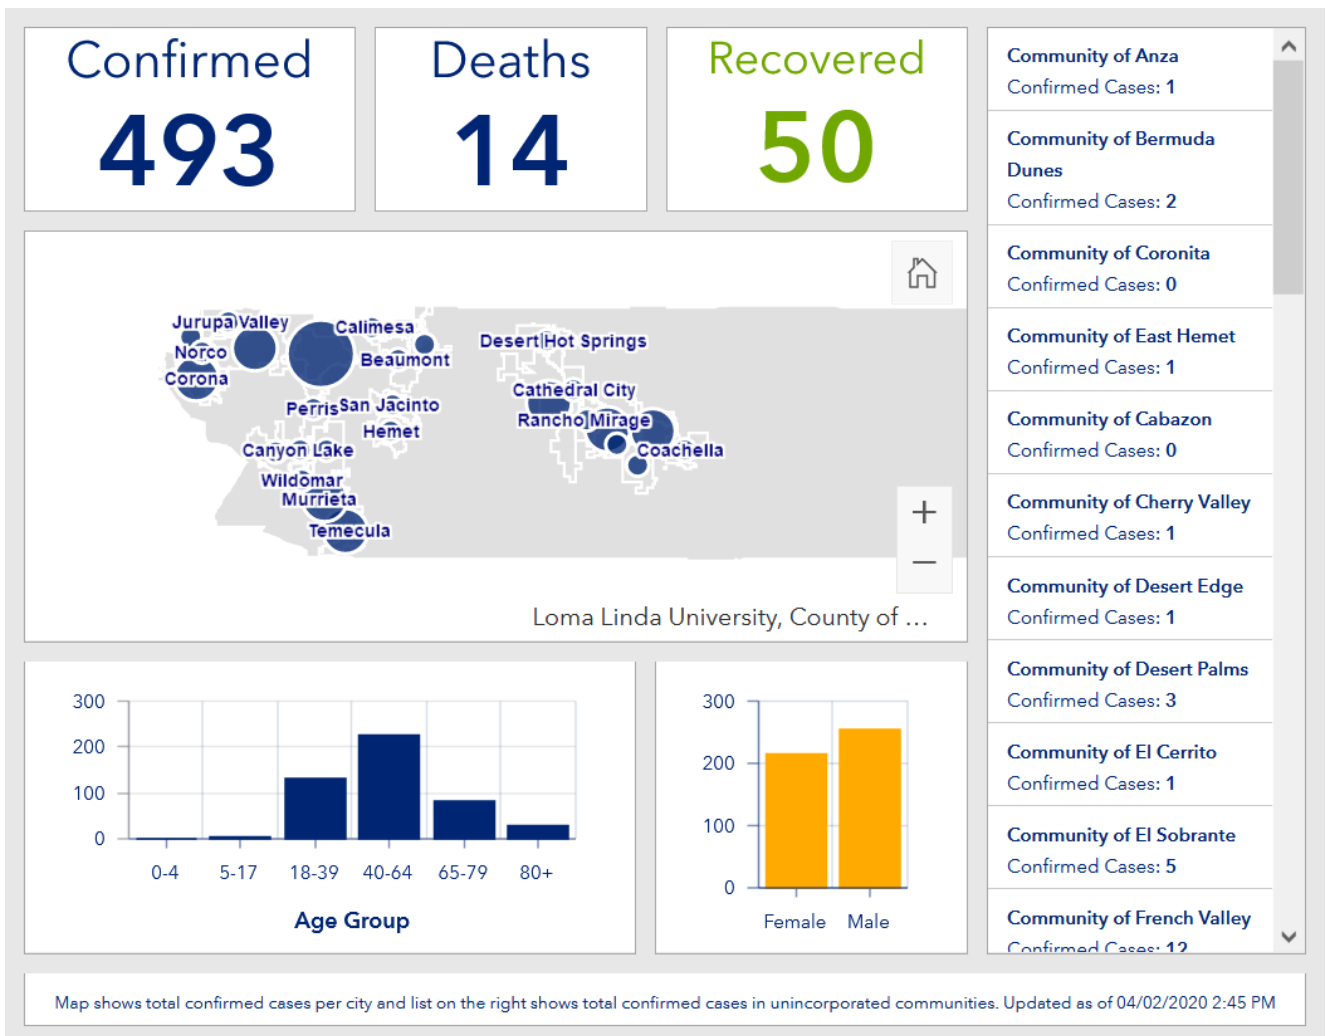 Confirmed
493
Deaths
14
Recovered
50
Jurupa Valley
Calimesa
Norco
Beaumont
Corona
Perris
San Jacinto
Hemet
Canyon Lake
Wildomar
Murrieta
Temecula
Desert Hot Springs
Cathedral City
Rancho Mirage
Coachella
+
−
Loma Linda University, County of ...
300
200
100
0
0-4
5-17
18-39
40-64
65-79
80+
Age Group
300
200
100
0
Female
Male
Community of Anza
Confirmed Cases: 1
Community of Bermuda
Dunes
Confirmed Cases: 2
Community of Coronita
Confirmed Cases: 0
Community of East Hemet
Confirmed Cases: 1
Community of Cabazon
Confirmed Cases: 0
Community of Cherry Valley
Confirmed Cases: 1
Community of Desert Edge
Confirmed Cases: 1
Community of Desert Palms
Confirmed Cases: 3
Community of El Cerrito
Confirmed Cases: 1
Community of El Sobrante
Confirmed Cases: 5
Community of French Valley
Confirmed Cases: 12
Map shows total confirmed cases per city and list on the right shows total confirmed cases in unincorporated communities. Updated as of 04/02/2020 2:45 PM